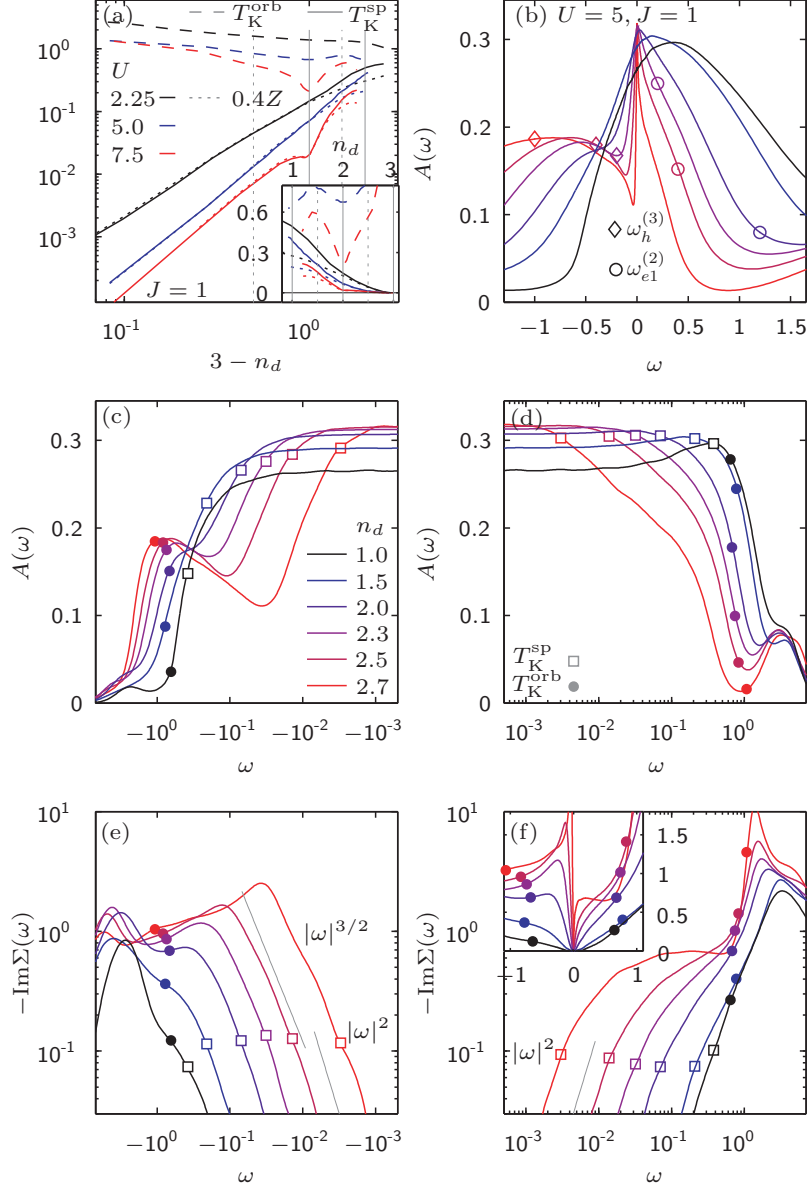 (a)
T_K^orb
T_K^sp
10^0
10^-1
10^-2
10^-3
U
2.25
5.0
7.5
0.4Z
n_d
1 2 3
0.6
0.3
0
J = 1
10^-1 10^0
3 − n_d
(b) U = 5, J = 1
A(ω)
0.3
0.2
0.1
0
ω_h^(3)
ω_e1^(2)
−1 −0.5 0 0.5 1 1.5
ω
(c)
A(ω)
0.3
0.2
0.1
0
n_d
1.0
1.5
2.0
2.3
2.5
2.7
−10^0 −10^-1 −10^-2 −10^-3
ω
(d)
A(ω)
0.3
0.2
0.1
0
T_K^sp
T_K^orb
10^-3 10^-2 10^-1 10^0
ω
(e)
−ImΣ(ω)
10^1
10^0
10^-1
|ω|^3/2
|ω|^2
−10^0 −10^-1 −10^-2 −10^-3
ω
(f)
−ImΣ(ω)
10^1
10^0
10^-1
1.5
1
0.5
0
−1 0 1
|ω|^2
10^-3 10^-2 10^-1 10^0
ω